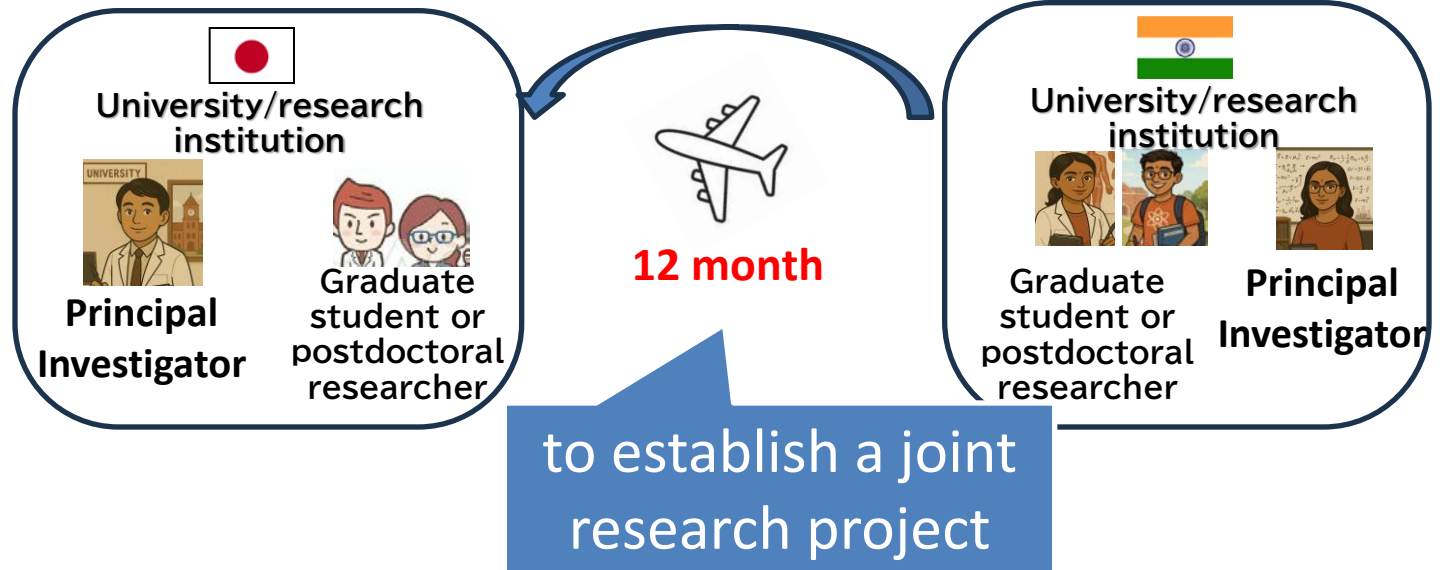 University/research
institution
UNIVERSITY
Principal
Investigator
Graduate
student or
postdoctoral
researcher
12 month
to establish a joint
research project
University/research
institution
Graduate
student or
postdoctoral
researcher
Principal
Investigator